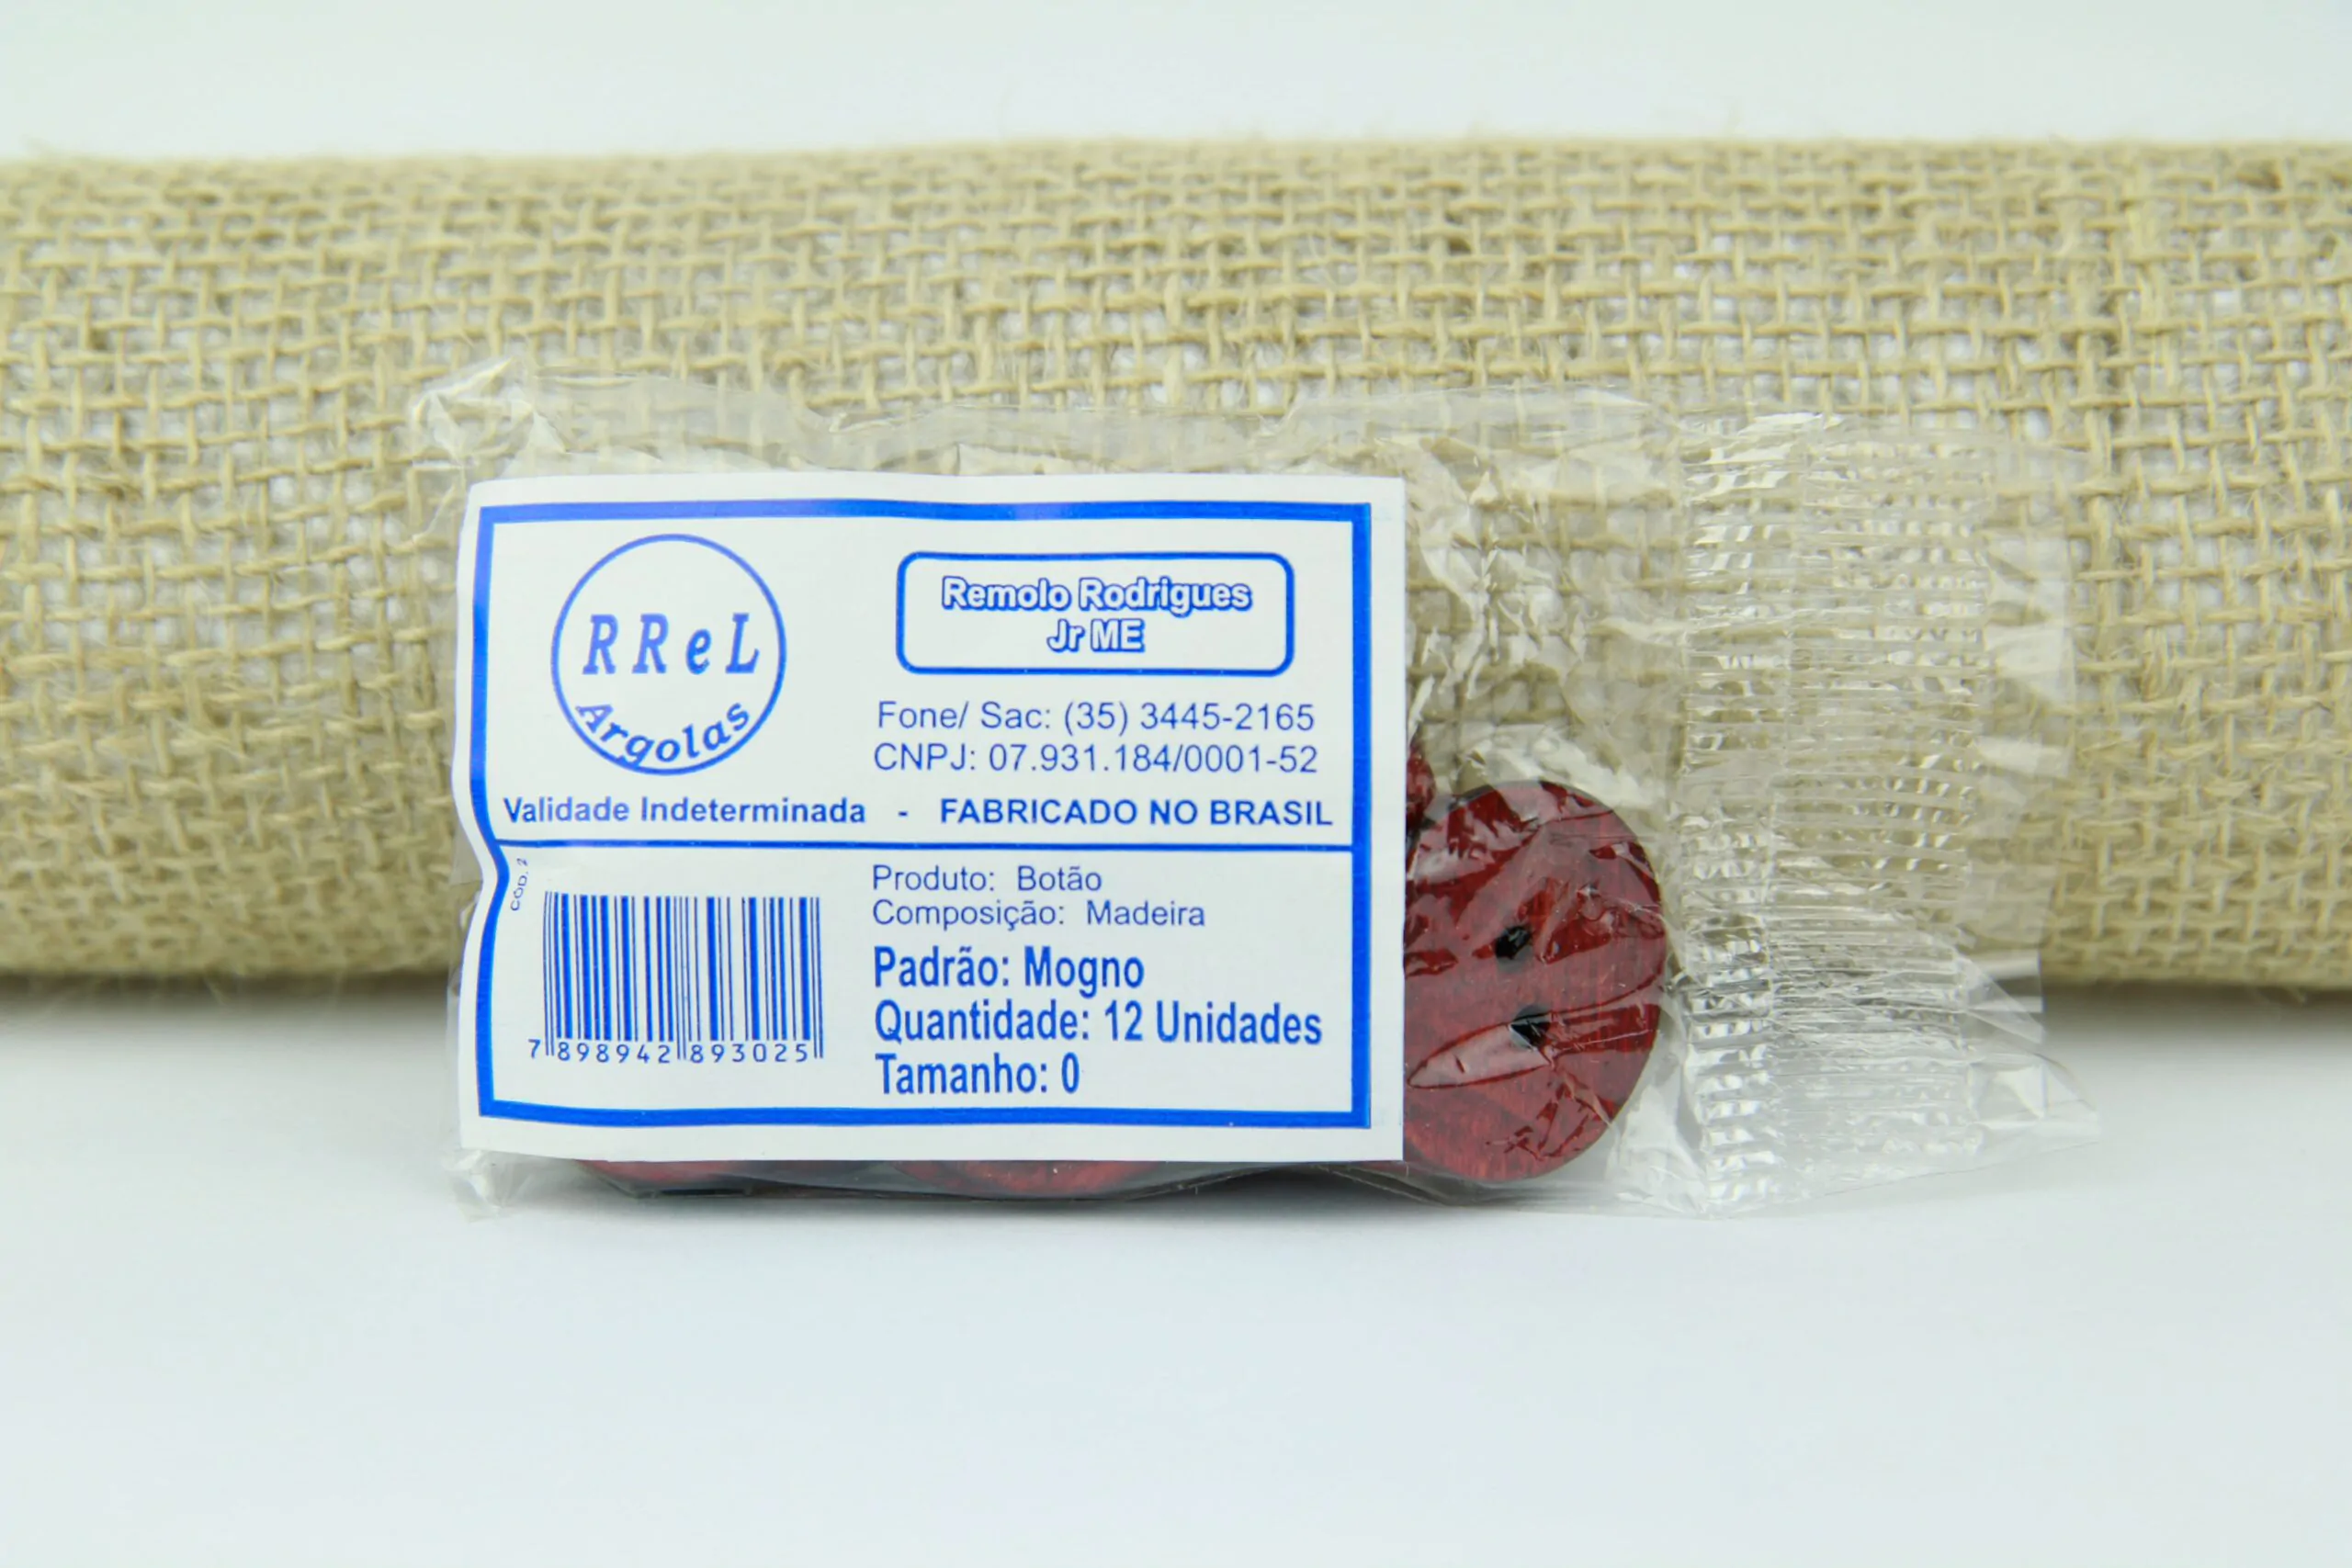 RReL
Argolas
Remolo Rodrigues
Jr ME
Fone/ Sac: (35) 3445-2165
CNPJ: 07.931.184/0001-52
Validade Indeterminada - FABRICADO NO BRASIL
CÓD. 2
7 898942 893025
Produto: Botão
Composição: Madeira
Padrão: Mogno
Quantidade: 12 Unidades
Tamanho: 0